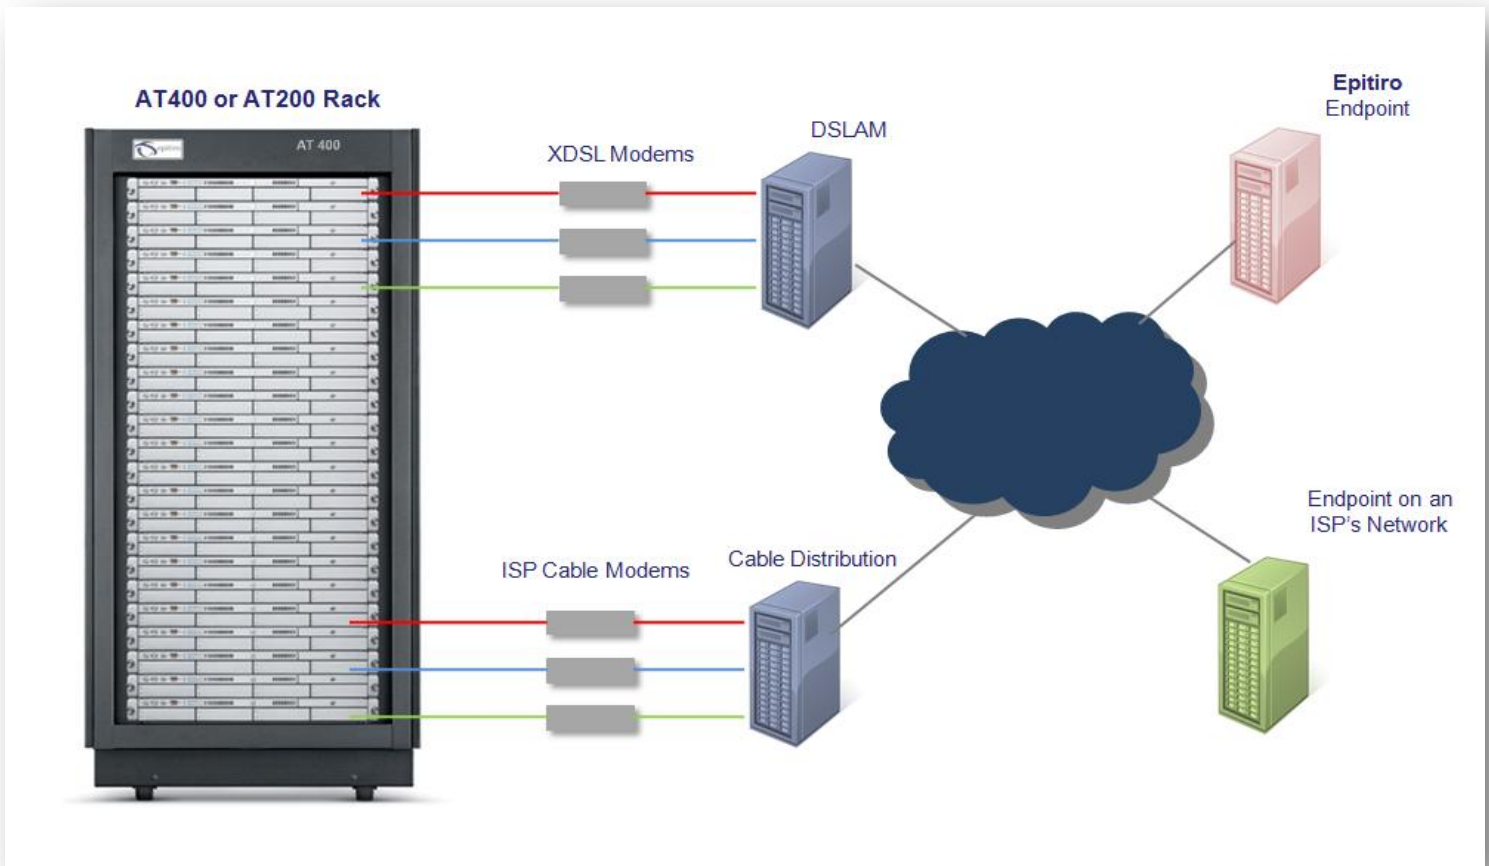 AT400 or AT200 Rack
AT 400
XDSL Modems
DSLAM
Epitiro
Endpoint
ISP Cable Modems
Cable Distribution
Endpoint on an
ISP's Network